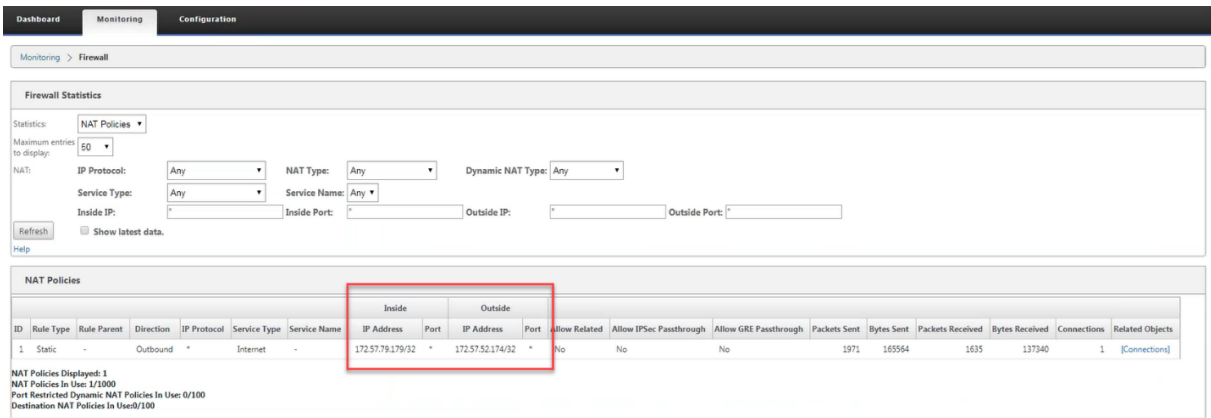 Dashboard Monitoring Configuration
Monitoring > Firewall
Firewall Statistics
Statistics: NAT Policies
Maximum entries to display: 50
NAT: IP Protocol: Any NAT Type: Any Dynamic NAT Type: Any
Service Type: Any Service Name: Any
Inside IP: * Inside Port: * Outside IP: * Outside Port: *
Refresh Show latest data.
Help
NAT Policies
Inside Outside
ID Rule Type Rule Parent Direction IP Protocol Service Type Service Name IP Address Port IP Address Port Allow Related Allow IPSec Passthrough Allow GRE Passthrough Packets Sent Bytes Sent Packets Received Bytes Received Connections Related Objects
1 Static - Outbound * Internet - 172.57.79.179/32 * 172.57.52.174/32 * No No No 1971 165564 1635 137340 1 [Connections]
NAT Policies Displayed: 1
NAT Policies In Use: 1/1000
Port Restricted Dynamic NAT Policies In Use: 0/100
Destination NAT Policies In Use:0/100